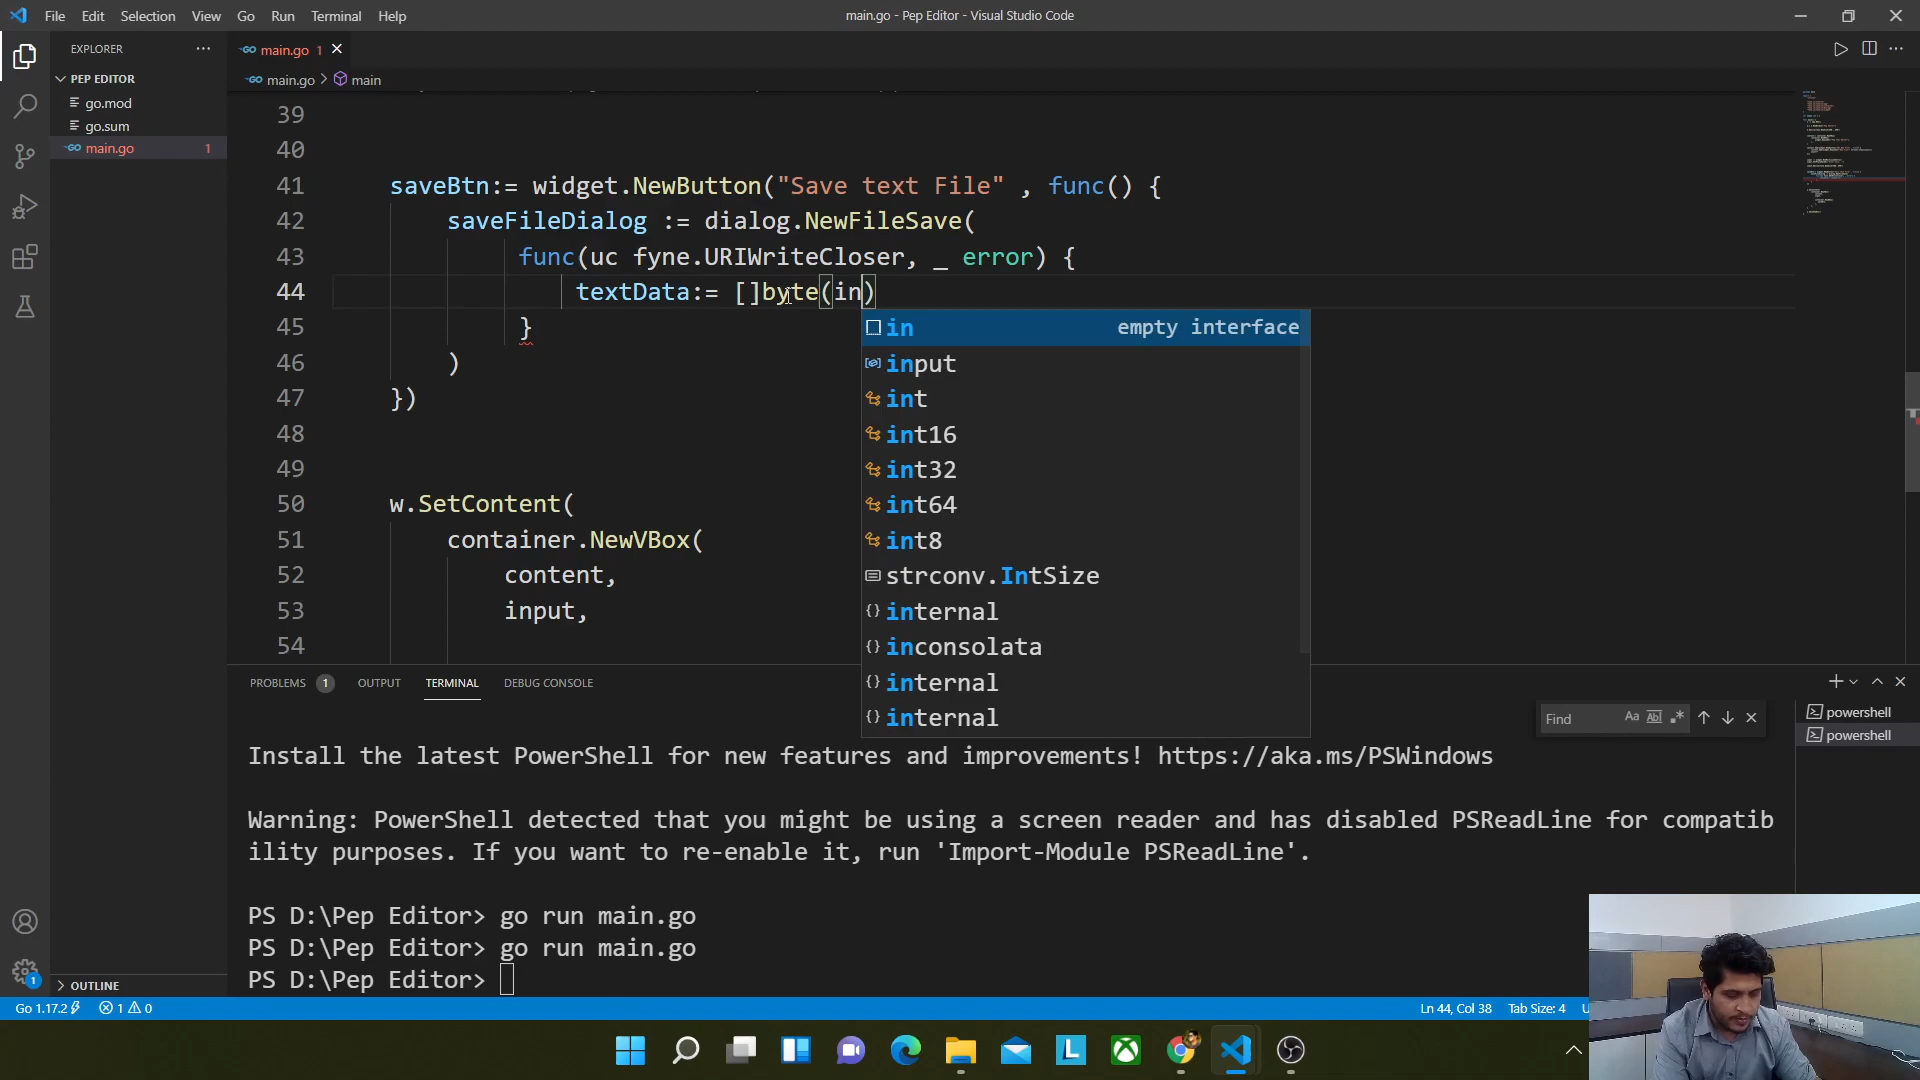 File Edit Selection View Go Run Terminal Help
main.go - Pep Editor - Visual Studio Code
EXPLORER
PEP EDITOR
go.mod
go.sum
main.go 1
OUTLINE
main.go 1
main.go > main
39
40
41 saveBtn:= widget.NewButton("Save text File" , func() {
42 saveFileDialog := dialog.NewFileSave(
43 func(uc fyne.URIWriteCloser, _ error) {
44 textData:= []byte(in)
45 }
46 )
47 })
48
49
50 w.SetContent(
51 container.NewVBox(
52 content,
53 input,
54
in empty interface
input
int
int16
int32
int64
int8
strconv.IntSize
internal
inconsolata
internal
internal
PROBLEMS 1 OUTPUT TERMINAL DEBUG CONSOLE
Find Aa Abl .*
powershell
powershell
Install the latest PowerShell for new features and improvements! https://aka.ms/PSWindows
Warning: PowerShell detected that you might be using a screen reader and has disabled PSReadLine for compatib
ility purposes. If you want to re-enable it, run 'Import-Module PSReadLine'.
PS D:\Pep Editor> go run main.go
PS D:\Pep Editor> go run main.go
PS D:\Pep Editor>
1
Go 1.17.2 1 0
Ln 44, Col 38 Tab Size: 4 U
L